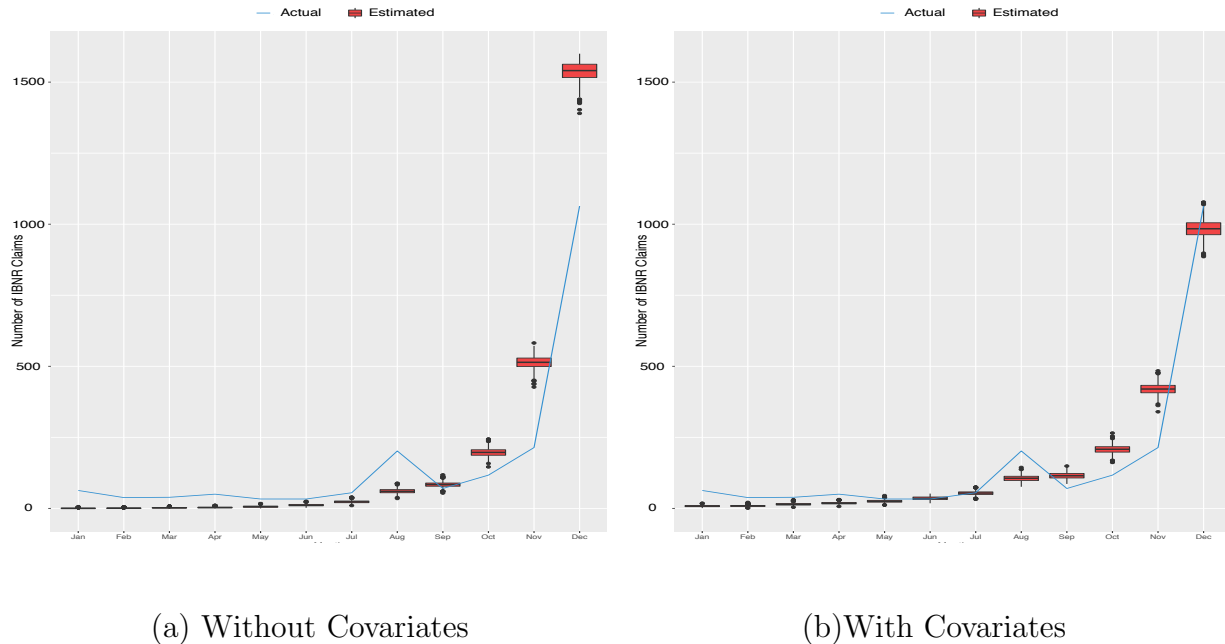 Actual Estimated
1500
1000
500
0
Number of IBNR Claims
Jan Feb Mar Apr May Jun Jul Aug Sep Oct Nov Dec
(a) Without Covariates
Actual Estimated
1500
1000
500
0
Number of IBNR Claims
Jan Feb Mar Apr May Jun Jul Aug Sep Oct Nov Dec
(b)With Covariates